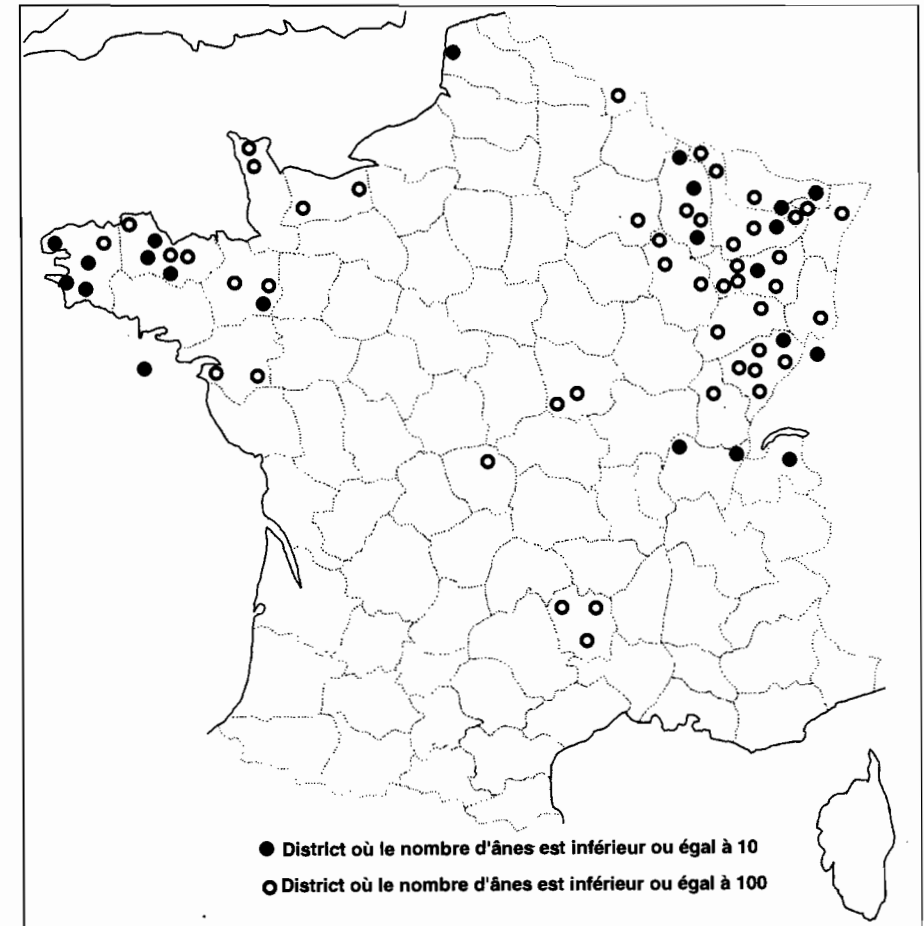 District où le nombre d'ânes est inférieur ou égal à 10
District où le nombre d'ânes est inférieur ou égal à 100